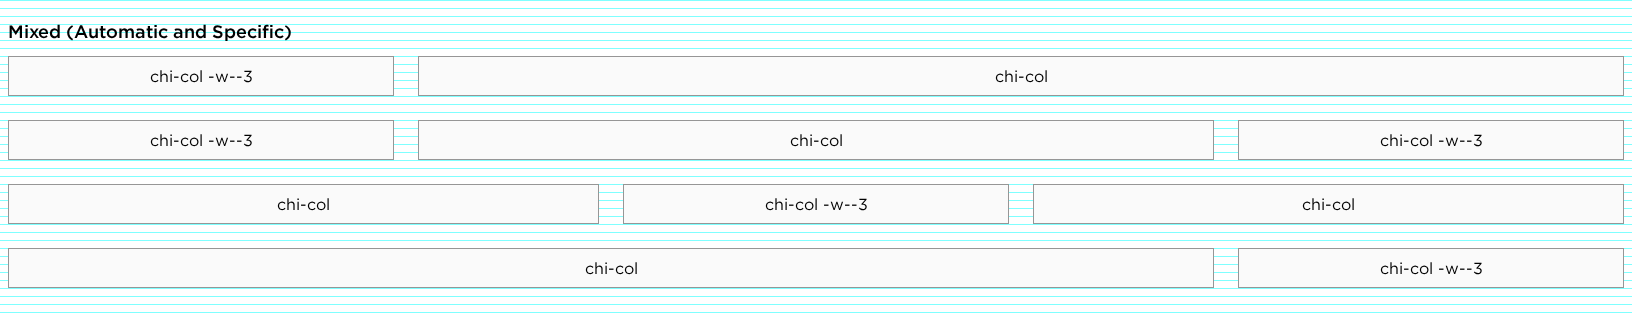 Mixed (Automatic and Specific)
chi-col -w--3 chi-col
chi-col -w--3 chi-col chi-col -w--3
chi-col chi-col -w--3 chi-col
chi-col chi-col -w--3